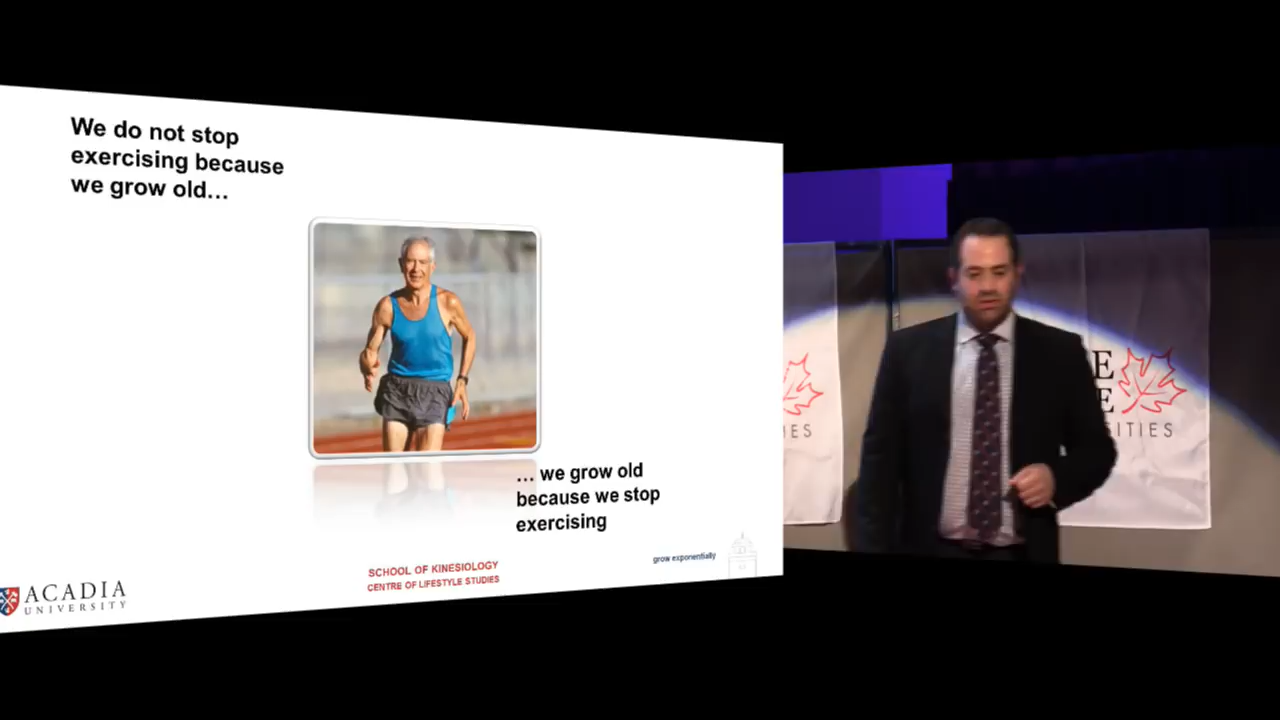 We do not stop
exercising because
we grow old...
... we grow old
because we stop
exercising
SCHOOL OF KINESIOLOGY
CENTRE OF LIFESTYLE STUDIES
grow exponentially
ACADIA
UNIVERSITY
IES
E
E
SITIES